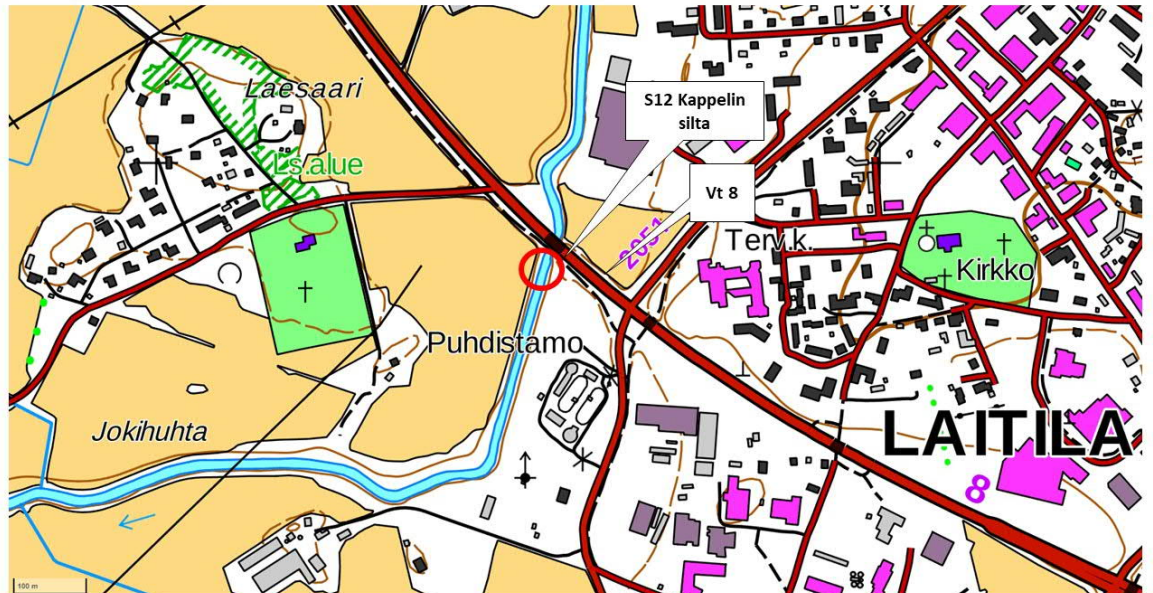 Laesaari
S12 Kappelin
silta
Ls.alue
Vt 8
2051
Terv.k.
Kirkko
Puhdistamo
Jokihuhta
LAITILA
8
100 m